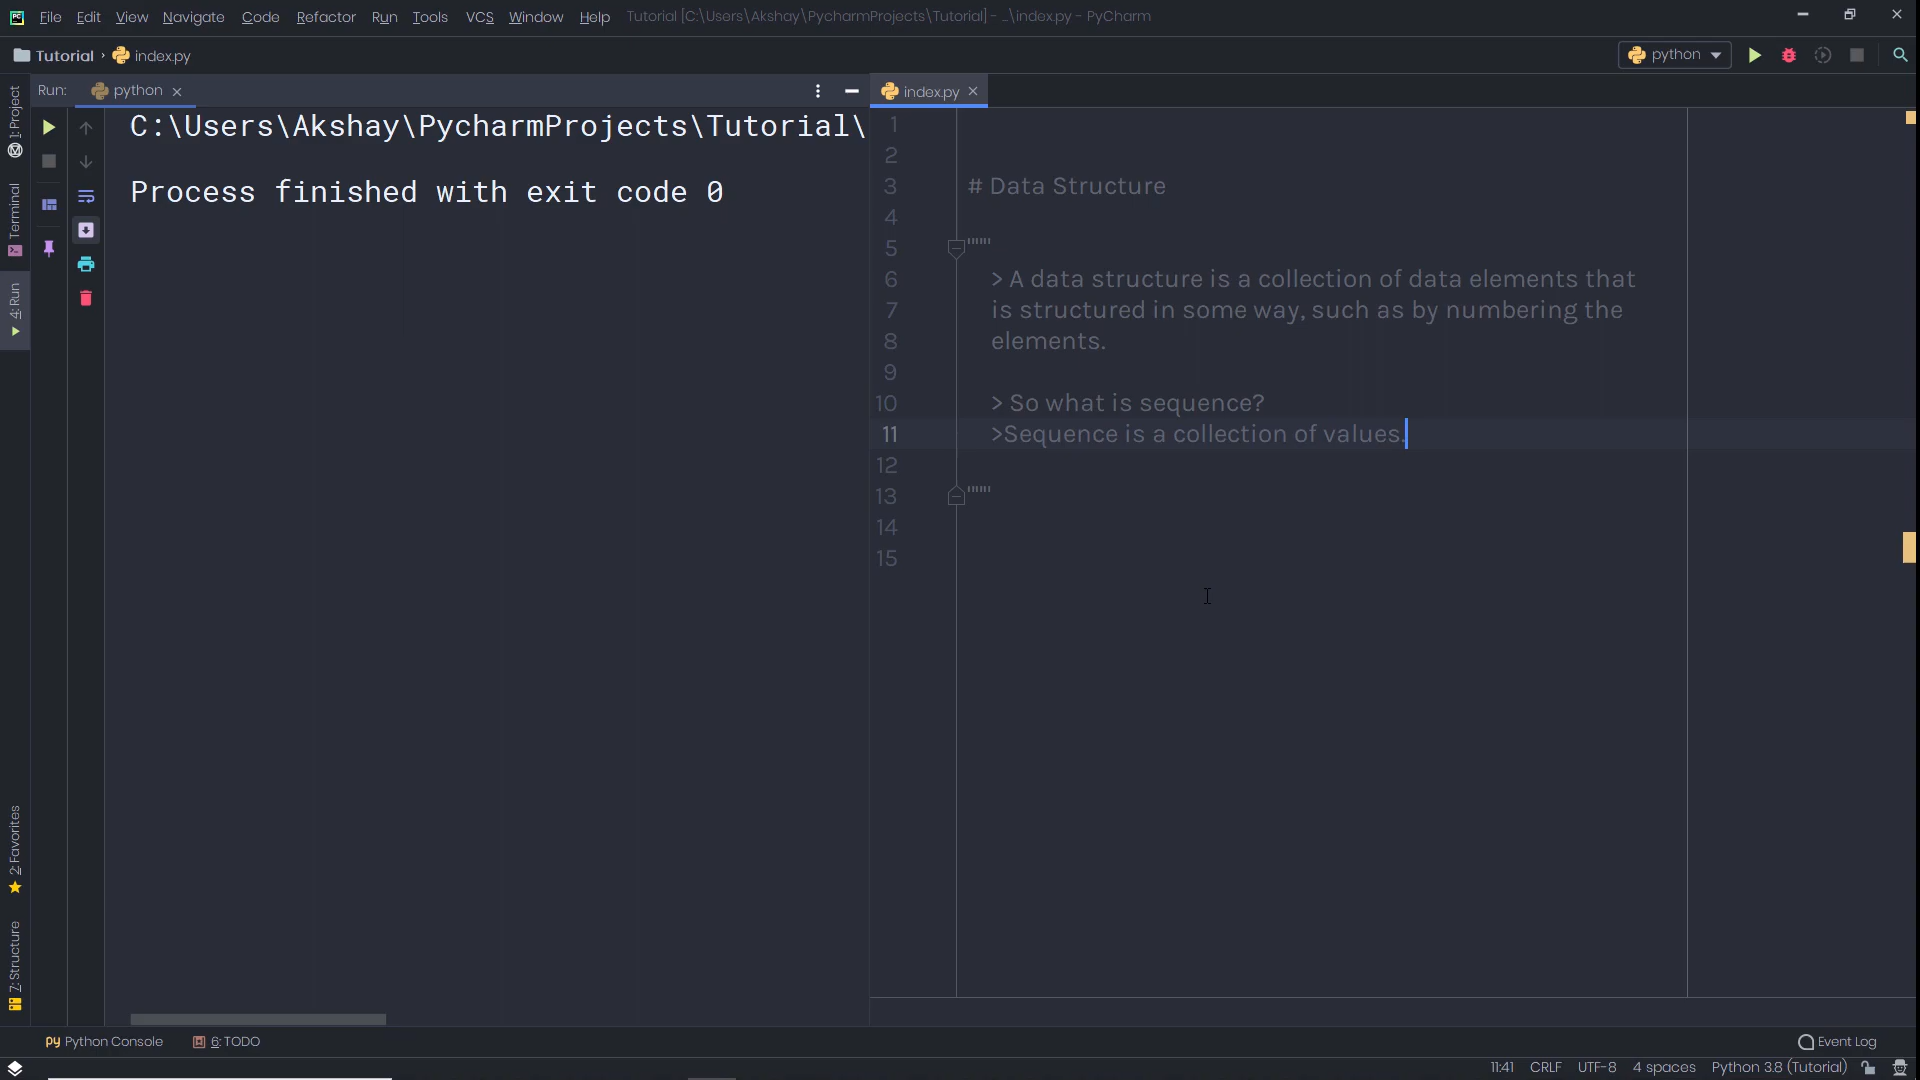 File Edit View Navigate Code Refactor Run Tools VCS Window Help Tutorial [C:\Users\Akshay\PycharmProjects\Tutorial] - ...\index.py - PyCharm
Tutorial index.py python
Run: python
index.py
1: Project
Terminal
4: Run
2: Favorites
7: Structure
C:\Users\Akshay\PycharmProjects\Tutorial\
Process finished with exit code 0
1
2
3 # Data Structure
4
5 """
6 > A data structure is a collection of data elements that
7 is structured in some way, such as by numbering the
8 elements.
9
10 > So what is sequence?
11 >Sequence is a collection of values.
12
13 """
14
15
Python Console 6: TODO Event Log
11:41 CRLF UTF-8 4 spaces Python 3.8 (Tutorial)